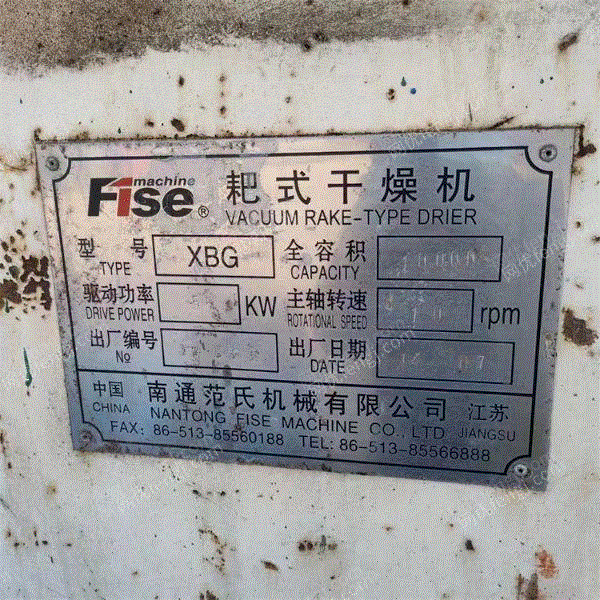 machine
F1se® 耙式干燥机
VACUUM RAKE-TYPE DRIER
型号 XBG 全容积
TYPE CAPACITY
驱动功率 KW 主轴转速 10 rpm
DRIVE POWER ROTATIONAL SPEED
出厂编号 出厂日期
No DATE
中国 南通范氏机械有限公司 江苏
CHINA NANTONG FISE MACHINE CO.,LTD JIANGSU
FAX: 86-513-85560188 TEL: 86-513-85566888